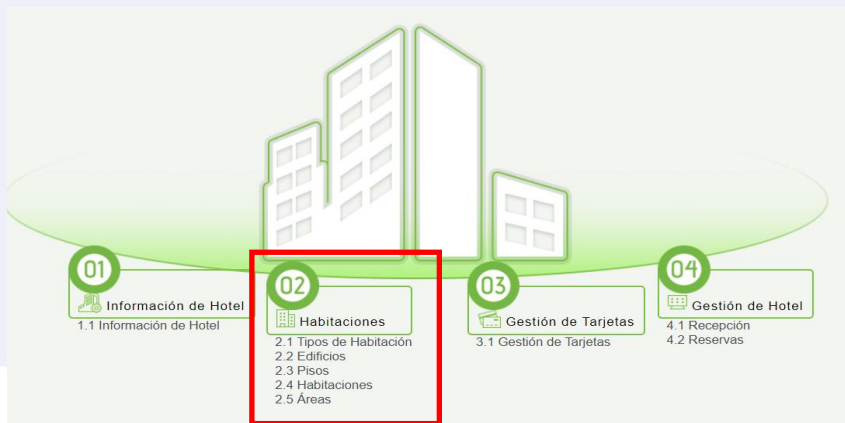 01
Información de Hotel
1.1 Información de Hotel
02
Habitaciones
2.1 Tipos de Habitación
2.2 Edificios
2.3 Pisos
2.4 Habitaciones
2.5 Áreas
03
Gestión de Tarjetas
3.1 Gestión de Tarjetas
04
Gestión de Hotel
4.1 Recepción
4.2 Reservas